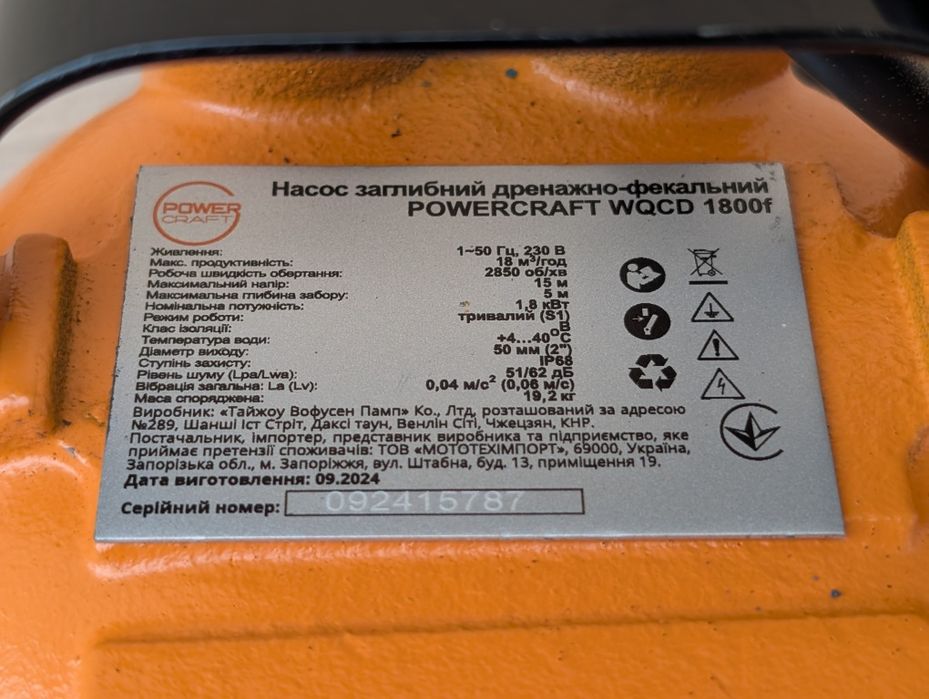 POWER
CRAFT
Насос заглибний дренажно-фекальний
POWERCRAFT WQCD 1800f
Живлення: 1~50 Гц, 230 В
Макс. продуктивність: 18 м³/год
Робоча швидкість обертання: 2850 об/хв
Максимальний напір: 15 м
Максимальна глибина забору: 5 м
Номінальна потужність: 1,8 кВт
Режим роботи: тривалий (S1)
Клас ізоляції: В
Температура води: +4...40°C
Діаметр виходу: 50 мм (2")
Ступінь захисту: IP68
Рівень шуму (Lpa/Lwa): 51/62 дБ
Вібрація загальна: La (Lv): 0,04 м/с² (0,06 м/с)
Маса споряджена: 19,2 кг
Виробник: «Тайжоу Вофусен Памп» Ко., Лтд, розташований за адресою
№289, Шанші Іст Стріт, Даксі таун, Венлін Сіті, Чжецзян, КНР.
Постачальник, імпортер, представник виробника та підприємство, яке
приймає претензії споживачів: ТОВ «МОТОТЕХІМПОРТ», 69000, Україна,
Запорізька обл., м. Запоріжжя, вул. Штабна, буд. 13, приміщення 19.
Дата виготовлення: 09.2024
Серійний номер: 092415787